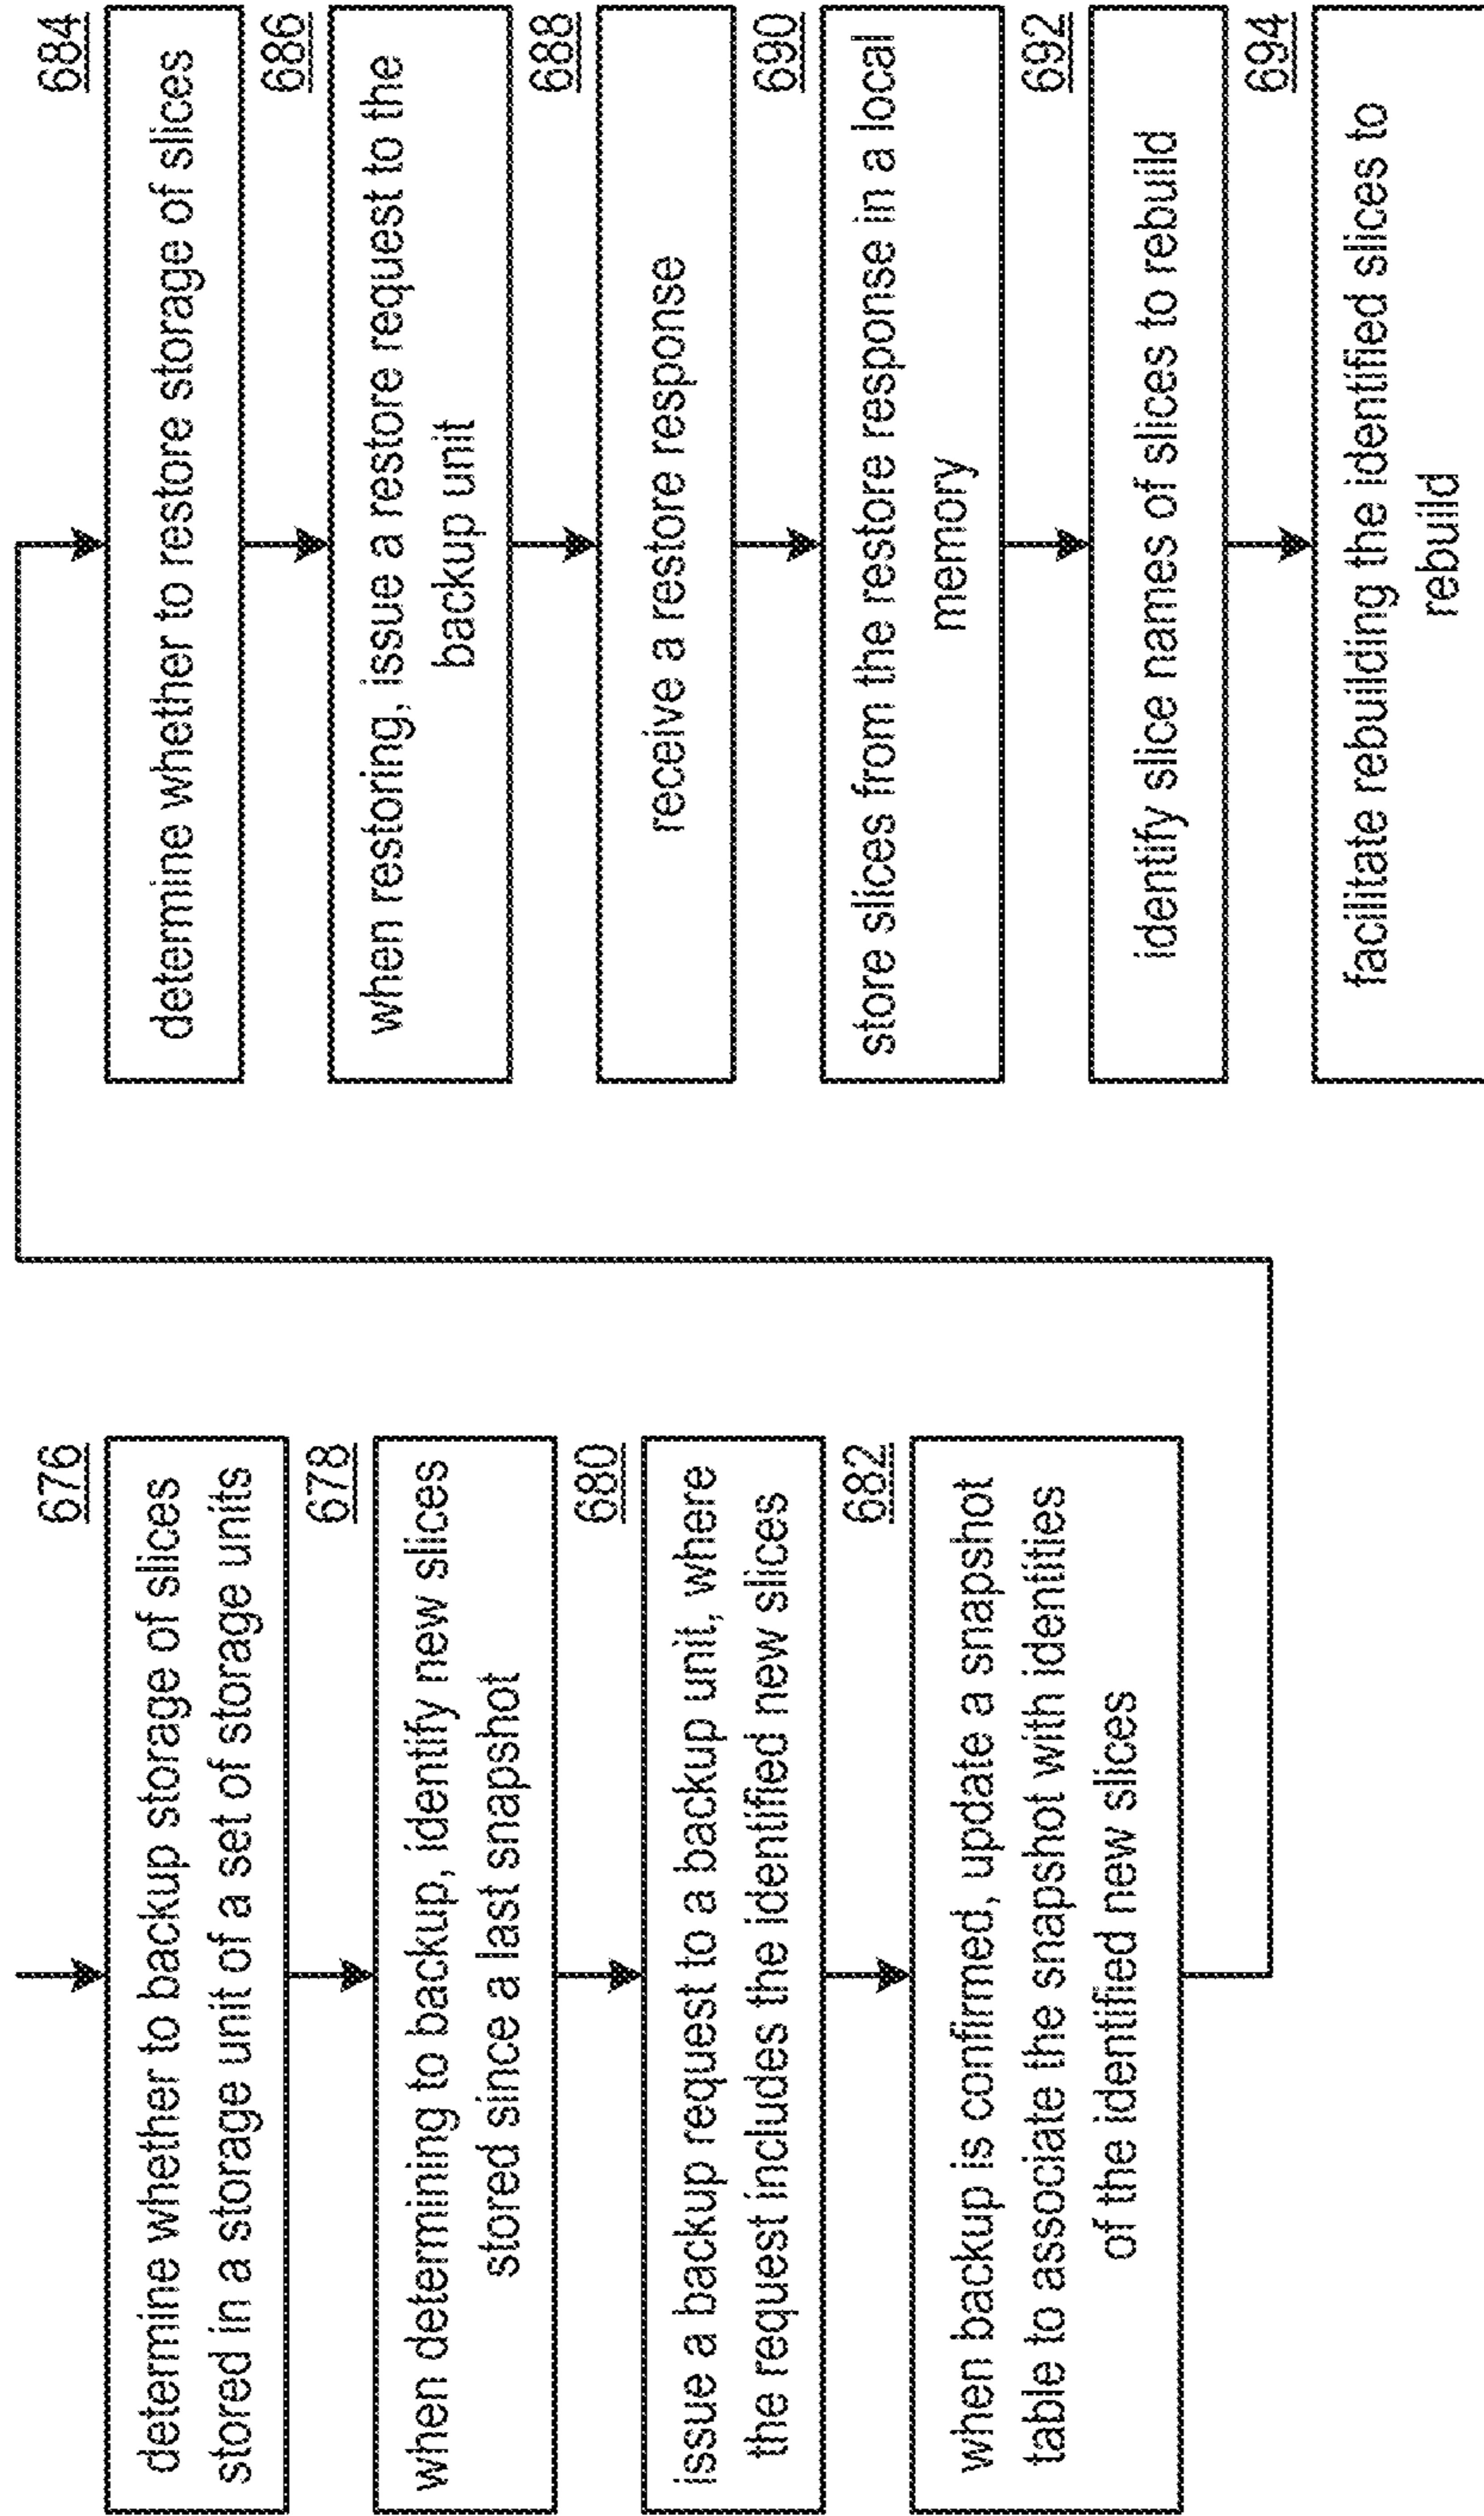 676
determine whether to backup storage of slices
stored in a storage unit of a set of storage units
678
when determining to backup, identify new slices
stored since a last snapshot
680
issue a backup request to a backup unit, where
the request includes the identified new slices
682
when backup is confirmed, update a snapshot
table to associate the snapshot with identities
of the identified new slices
684
determine whether to restore storage of slices
686
when restoring, issue a restore request to the
backup unit
688
receive a restore response
690
store slices from the restore response in a local
memory
692
identify slice names of slices to rebuild
694
facilitate rebuilding the identified slices to
rebuild